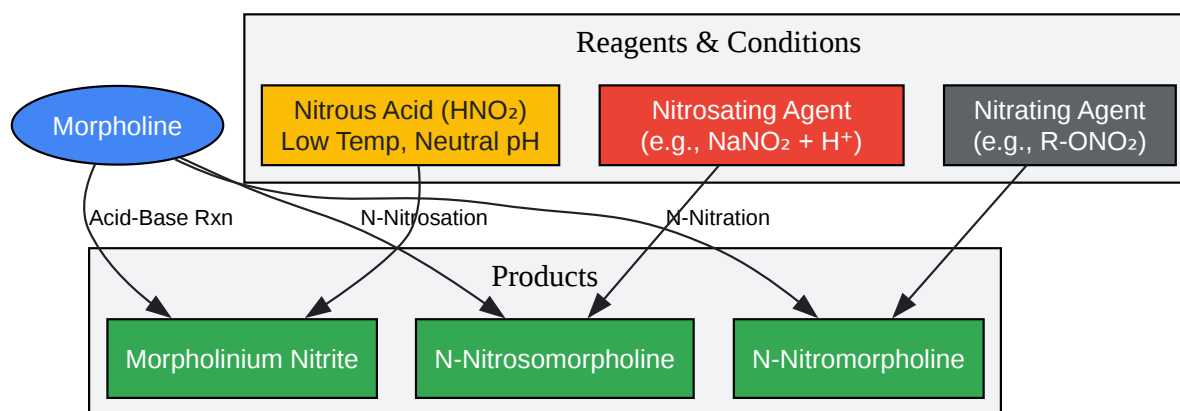 Reagents & Conditions
Morpholine
Nitrous Acid (HNO₂)
Low Temp, Neutral pH
Nitrosating Agent
(e.g., NaNO₂ + H⁺)
Nitrating Agent
(e.g., R-ONO₂)
Acid-Base Rxn
N-Nitrosation
N-Nitration
Products
Morpholinium Nitrite
N-Nitrosomorpholine
N-Nitromorpholine